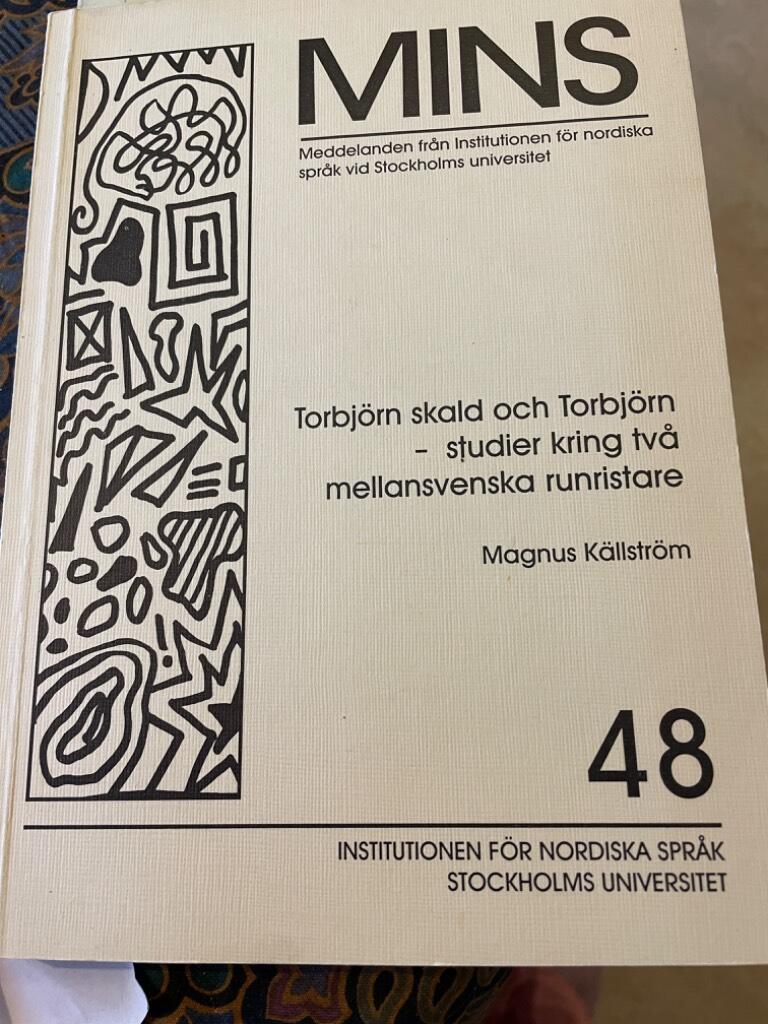 MINS
Meddelanden från Institutionen för nordiska
språk vid Stockholms universitet
Torbjörn skald och Torbjörn
– studier kring två
mellansvenska runristare
Magnus Källström
48
INSTITUTIONEN FÖR NORDISKA SPRÅK
STOCKHOLMS UNIVERSITET